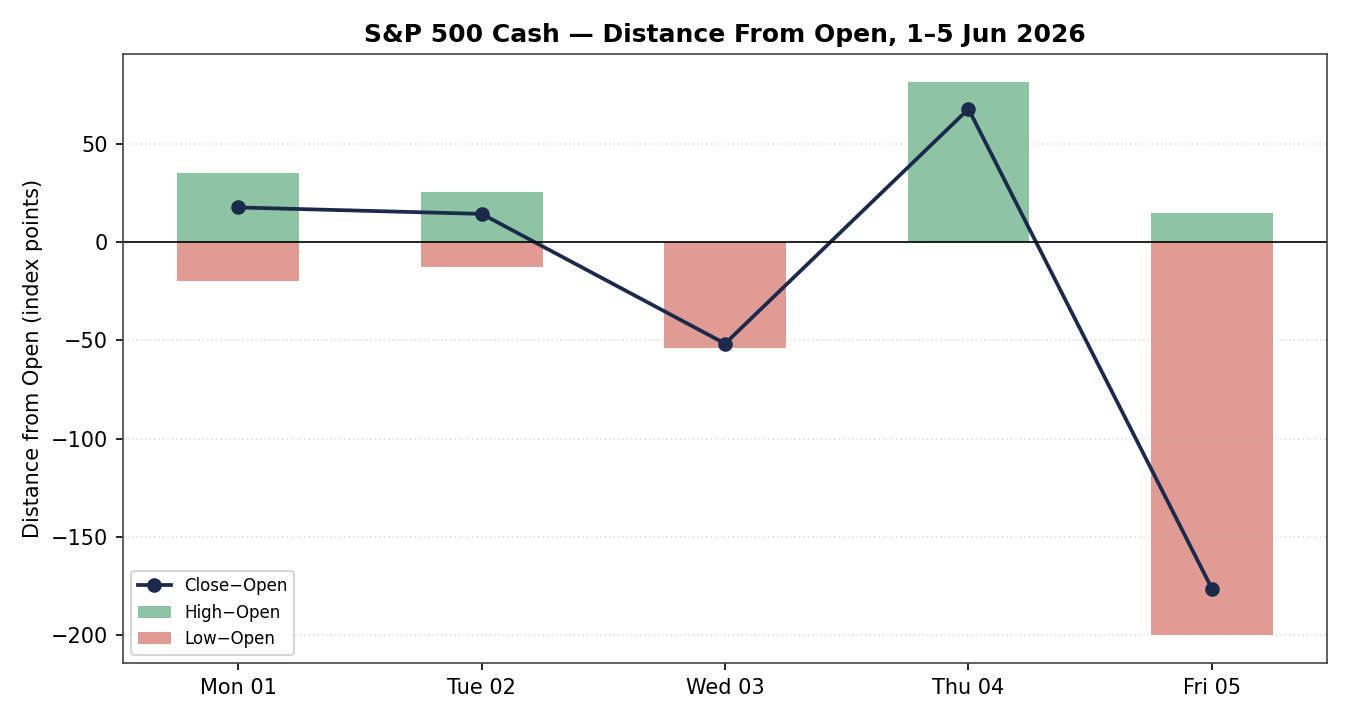 S&P 500 Cash — Distance From Open, 1–5 Jun 2026
Distance from Open (index points)
50
0
−50
−100
−150
−200
Close−Open
High−Open
Low−Open
Mon 01
Tue 02
Wed 03
Thu 04
Fri 05